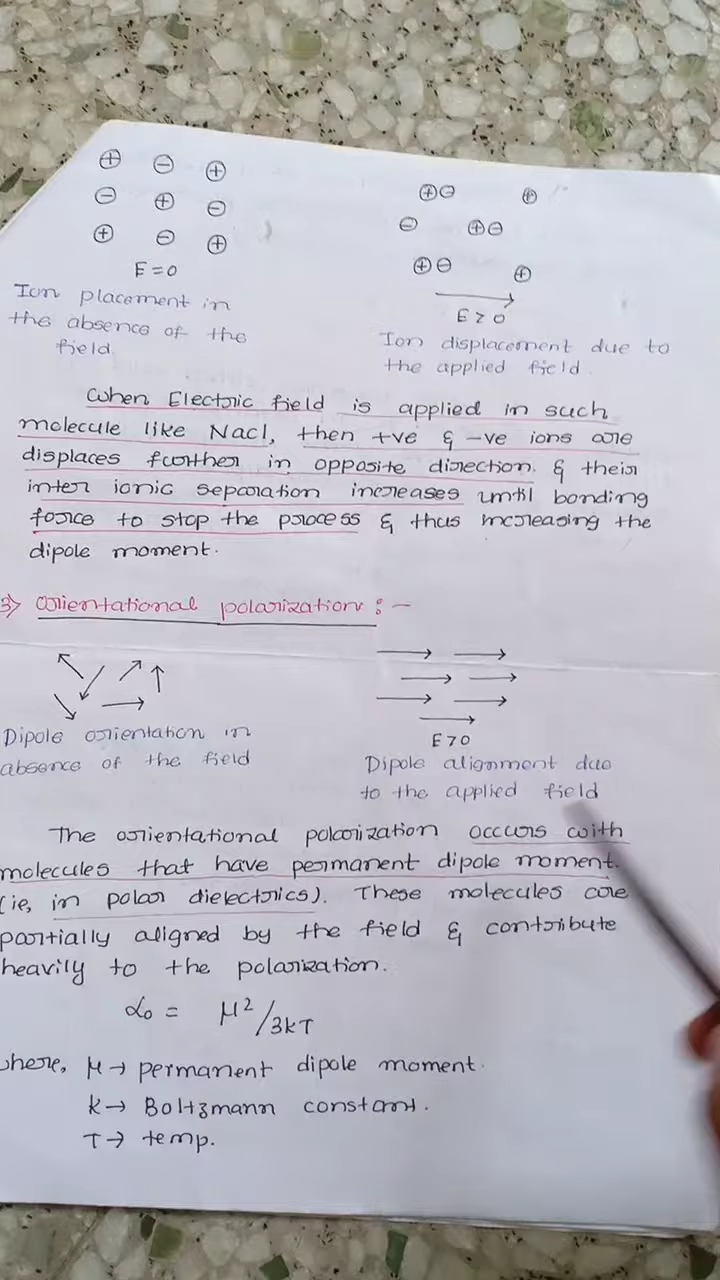 ⊕ ⊖ ⊕
⊖ ⊕ ⊖
⊕ ⊖ ⊕
E = 0
Ion placement in
the absence of the
field.
⊕⊖ ⊕
⊖ ⊕⊖
⊕⊖ ⊕
E > 0
Ion displacement due to
the applied field.
When Electric field is applied in such
molecule like Nacl, then +ve & -ve ions are
displaces further in opposite direction. & their
inter ionic separation increases until bonding
force to stop the process & thus increasing the
dipole moment.
3> Orientational polarization :-
Dipole orientation in
absence of the field
E > 0
Dipole alignment due
to the applied field
The orientational polarization occurs with
molecules that have permanent dipole moment.
(ie, in polar dielectrics). These molecules are
partially aligned by the field & contribute
heavily to the polarization.
αo = μ²/3kT
where, μ → permanent dipole moment.
k → Boltzmann constant.
T → temp.